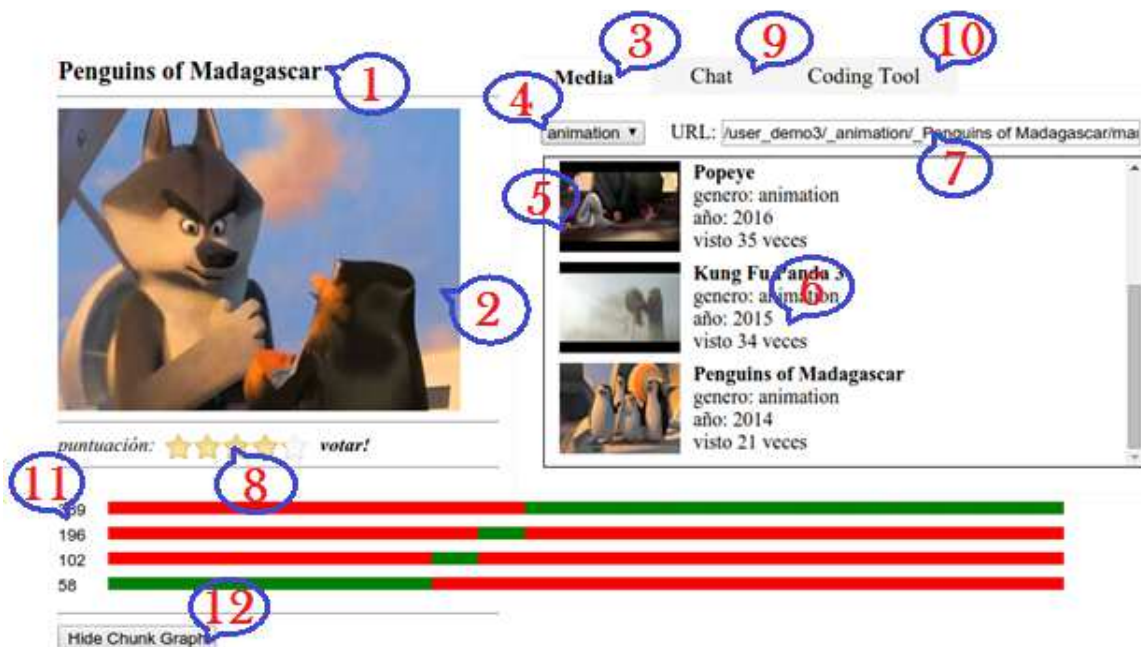 3
9
10
Penguins of Madagascar
1
Media
Chat
Coding Tool
4
animation
URL: /user_demo3/_animation/_Penguins of Madagascar/ma
7
5
Popeye
genero: animation
año: 2016
visto 35 veces
Kung Fu Panda 3
6
genero: animation
año: 2015
visto 34 veces
2
Penguins of Madagascar
genero: animation
año: 2014
visto 21 veces
puntuación:
votar!
11
8
196
102
58
12
Hide Chunk Graph